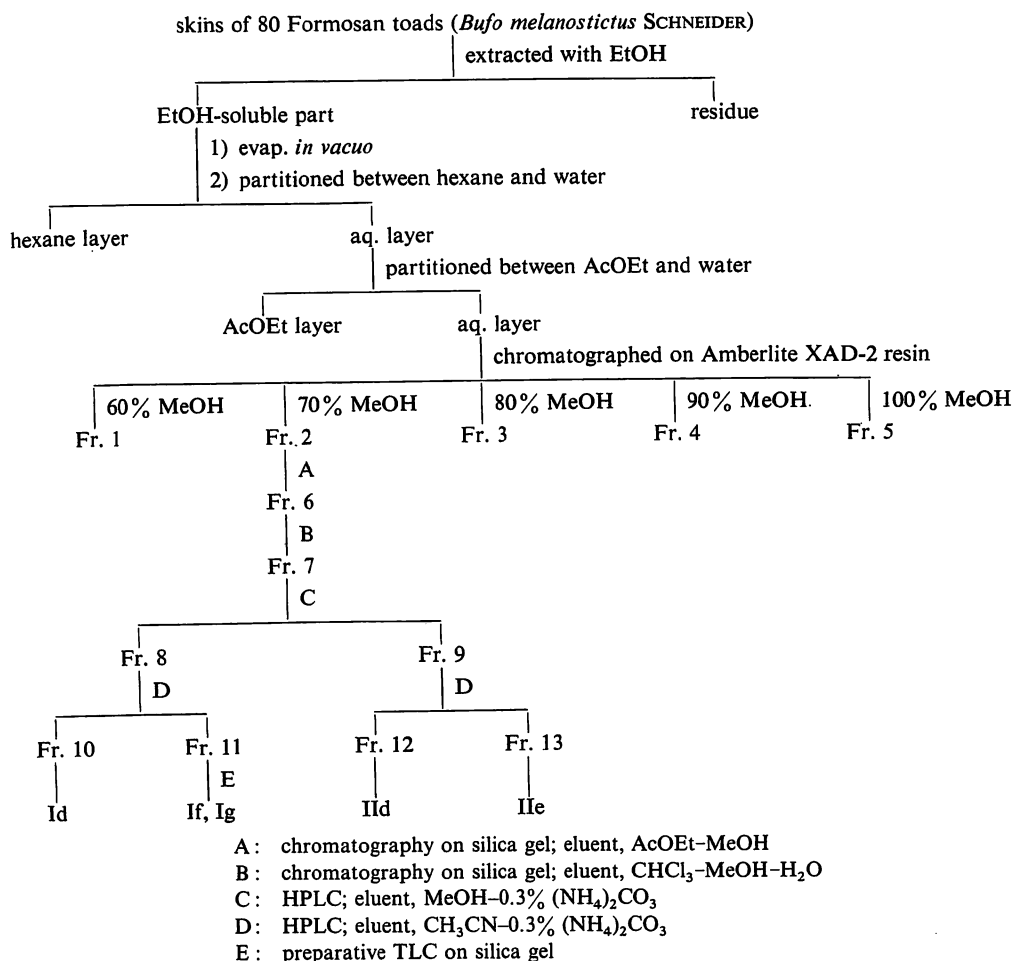 skins of 80 Formosan toads (Bufo melanostictus SCHNEIDER)
extracted with EtOH
EtOH-soluble part
residue
1) evap. in vacuo
2) partitioned between hexane and water
hexane layer
aq. layer
partitioned between AcOEt and water
AcOEt layer
aq. layer
chromatographed on Amberlite XAD-2 resin
60% MeOH
70% MeOH
80% MeOH
90% MeOH.
100% MeOH
Fr. 1
Fr. 2
Fr. 3
Fr. 4
Fr. 5
A
Fr. 6
B
Fr. 7
C
Fr. 8
Fr. 9
D
D
Fr. 10
Fr. 11
Fr. 12
Fr. 13
E
Id
If, Ig
IId
IIe
A: chromatography on silica gel; eluent, AcOEt–MeOH
B: chromatography on silica gel; eluent, CHCl₃–MeOH–H₂O
C: HPLC; eluent, MeOH–0.3% (NH₄)₂CO₃
D: HPLC; eluent, CH₃CN–0.3% (NH₄)₂CO₃
E: preparative TLC on silica gel